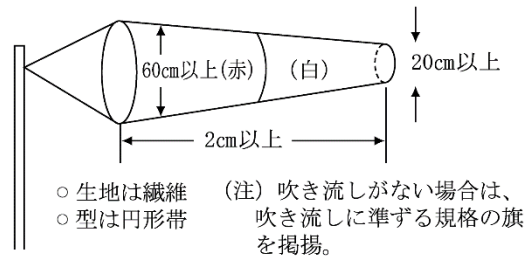 60cm以上(赤)
（白）
20cm以上
2cm以上
○ 生地は繊維
○ 型は円形帯
（注）吹き流しがない場合は、
吹き流しに準ずる規格の旗
を掲揚。